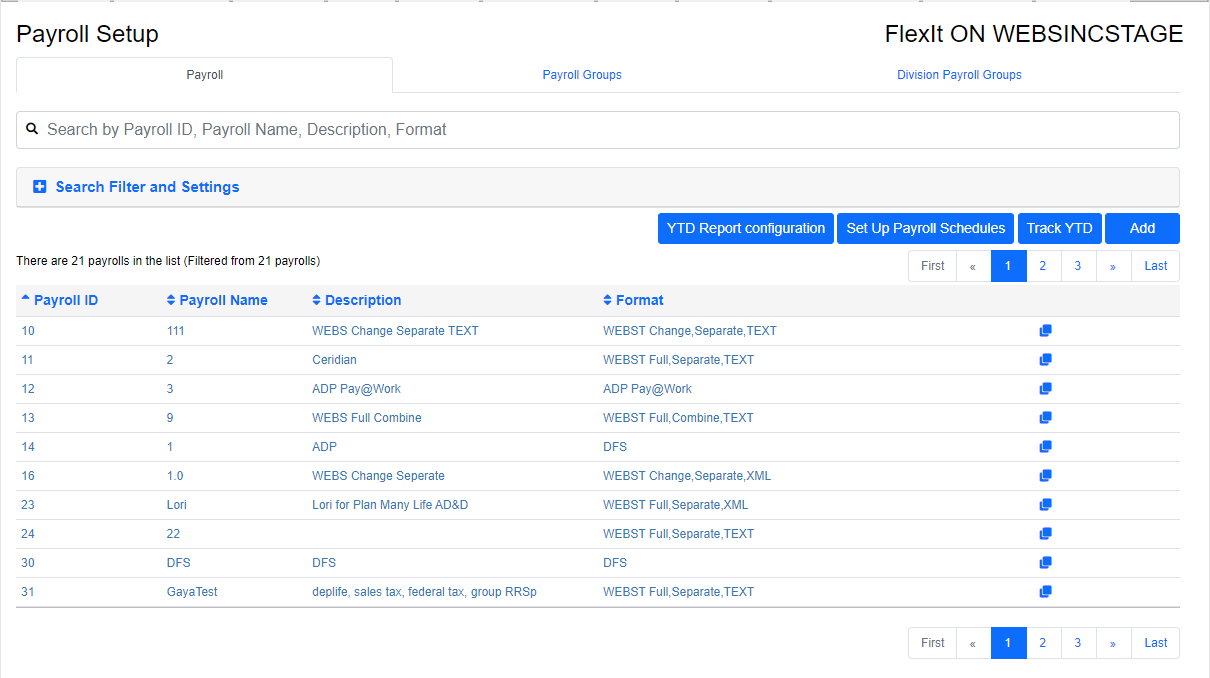 Payroll Setup FlexIt ON WEBSINCSTAGE
Payroll Payroll Groups Division Payroll Groups
Search by Payroll ID, Payroll Name, Description, Format
Search Filter and Settings
YTD Report configuration Set Up Payroll Schedules Track YTD Add
There are 21 payrolls in the list (Filtered from 21 payrolls) First « 1 2 3 » Last
Payroll ID Payroll Name Description Format
10 111 WEBS Change Separate TEXT WEBST Change,Separate,TEXT
11 2 Ceridian WEBST Full,Separate,TEXT
12 3 ADP Pay@Work ADP Pay@Work
13 9 WEBS Full Combine WEBST Full,Combine,TEXT
14 1 ADP DFS
16 1.0 WEBS Change Seperate WEBST Change,Separate,XML
23 Lori Lori for Plan Many Life AD&D WEBST Full,Separate,XML
24 22 WEBST Full,Separate,TEXT
30 DFS DFS DFS
31 GayaTest deplife, sales tax, federal tax, group RRSp WEBST Full,Separate,TEXT
First « 1 2 3 » Last